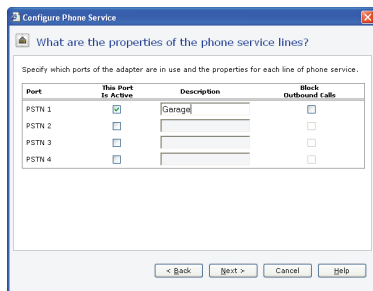 Configure Phone Service
What are the properties of the phone service lines?
Specify which ports of the adapter are in use and the properties for each line of phone service.
Port This Port Is Active Description Block Outbound Calls
PSTN 1 Garage
PSTN 2
PSTN 3
PSTN 4
< Back Next > Cancel Help